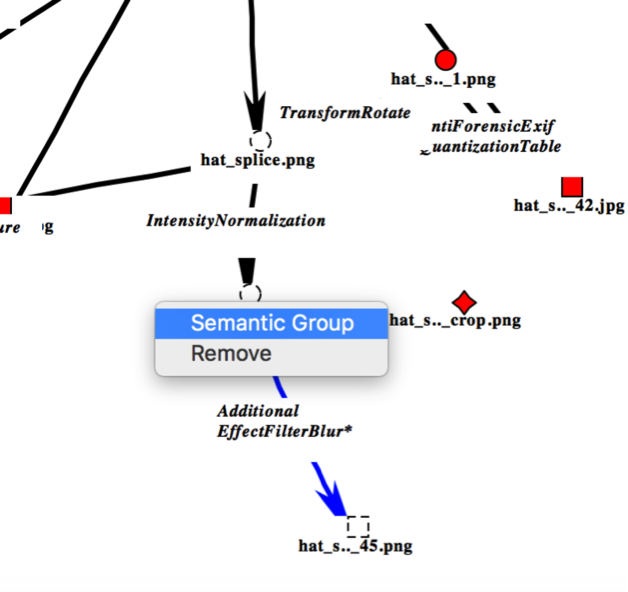 hat_s.._1.png
TransformRotate
ntiForensicExif
uantizationTable
hat_splice.png
hat_s.._42.jpg
ure
g
IntensityNormalization
Semantic Group
hat_s.._crop.png
Remove
Additional
EffectFilterBlur*
hat_s.._45.png